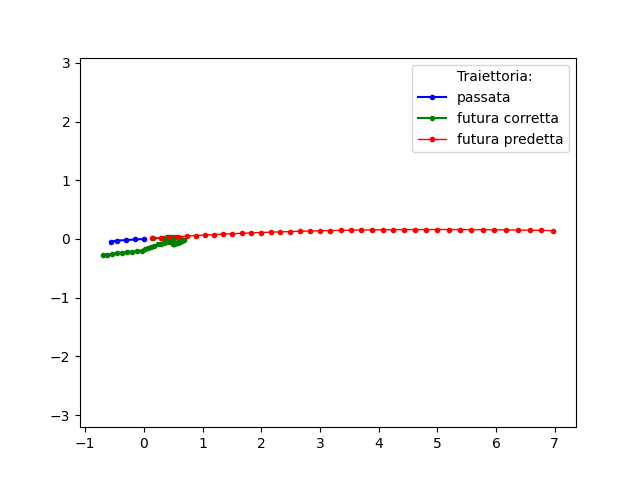 3
2
1
0
−1
−2
−3
−1 0 1 2 3 4 5 6 7
Traiettoria:
passata
futura corretta
futura predetta